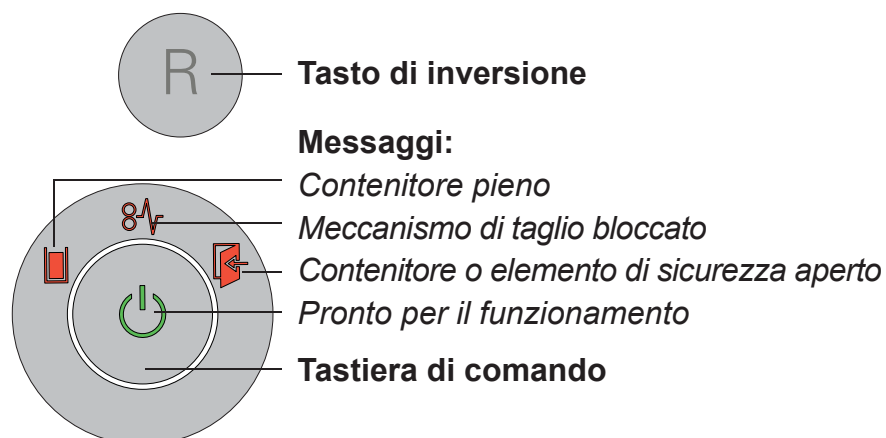 R
Tasto di inversione
Messaggi:
Contenitore pieno
Meccanismo di taglio bloccato
Contenitore o elemento di sicurezza aperto
Pronto per il funzionamento
Tastiera di comando